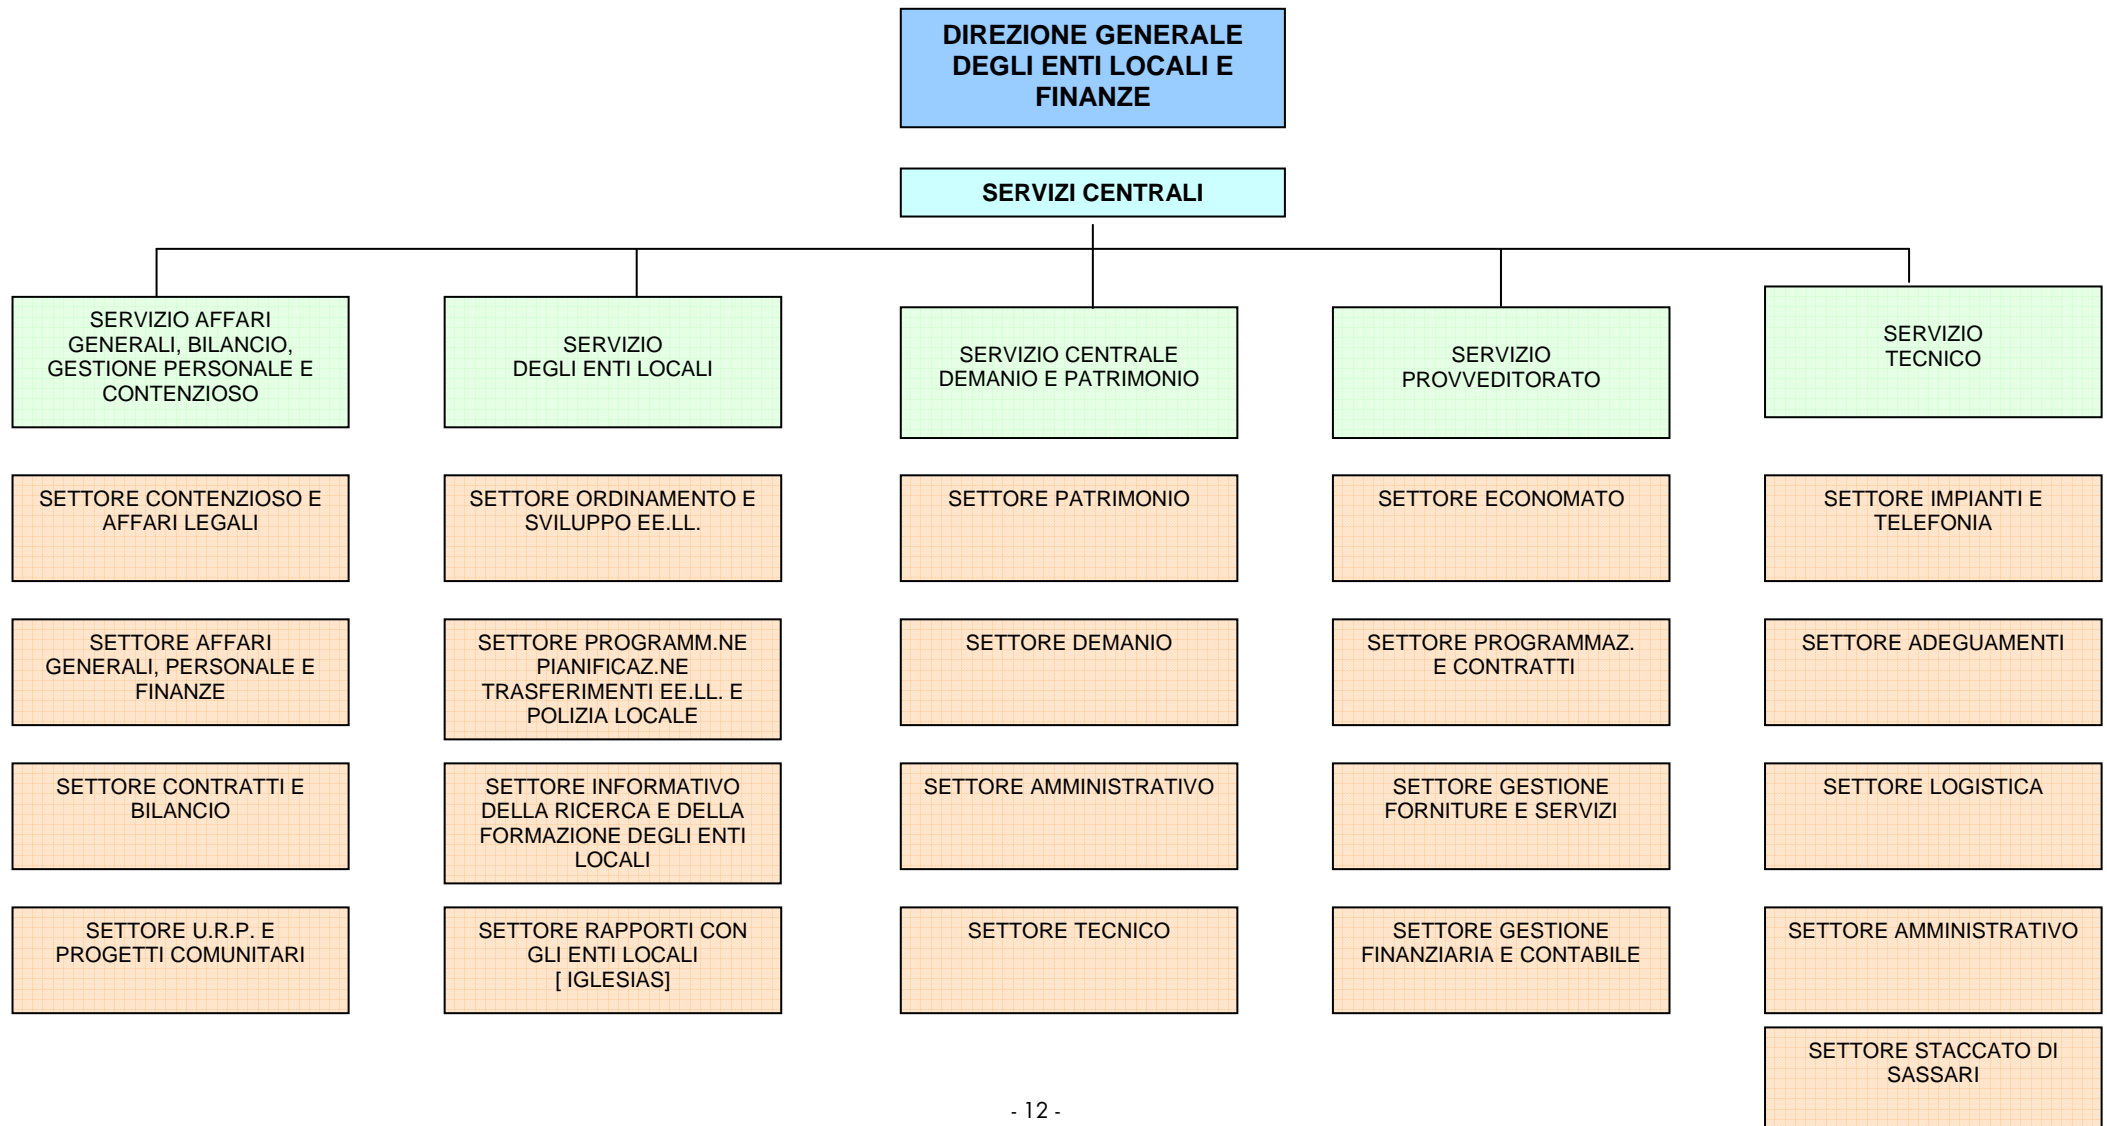 DIREZIONE GENERALE
DEGLI ENTI LOCALI E
FINANZE
SERVIZI CENTRALI
SERVIZIO AFFARI
GENERALI, BILANCIO,
GESTIONE PERSONALE E
CONTENZIOSO
SERVIZIO
DEGLI ENTI LOCALI
SERVIZIO CENTRALE
DEMANIO E PATRIMONIO
SERVIZIO
PROVVEDITORATO
SERVIZIO
TECNICO
SETTORE CONTENZIOSO E
AFFARI LEGALI
SETTORE ORDINAMENTO E
SVILUPPO EE.LL.
SETTORE PATRIMONIO
SETTORE ECONOMATO
SETTORE IMPIANTI E
TELEFONIA
SETTORE AFFARI
GENERALI, PERSONALE E
FINANZE
SETTORE PROGRAMM.NE
PIANIFICAZ.NE
TRASFERIMENTI EE.LL. E
POLIZIA LOCALE
SETTORE DEMANIO
SETTORE PROGRAMMAZ.
E CONTRATTI
SETTORE ADEGUAMENTI
SETTORE CONTRATTI E
BILANCIO
SETTORE INFORMATIVO
DELLA RICERCA E DELLA
FORMAZIONE DEGLI ENTI
LOCALI
SETTORE AMMINISTRATIVO
SETTORE GESTIONE
FORNITURE E SERVIZI
SETTORE LOGISTICA
SETTORE U.R.P. E
PROGETTI COMUNITARI
SETTORE RAPPORTI CON
GLI ENTI LOCALI
[ IGLESIAS]
SETTORE TECNICO
SETTORE GESTIONE
FINANZIARIA E CONTABILE
SETTORE AMMINISTRATIVO
SETTORE STACCATO DI
SASSARI
- 12 -